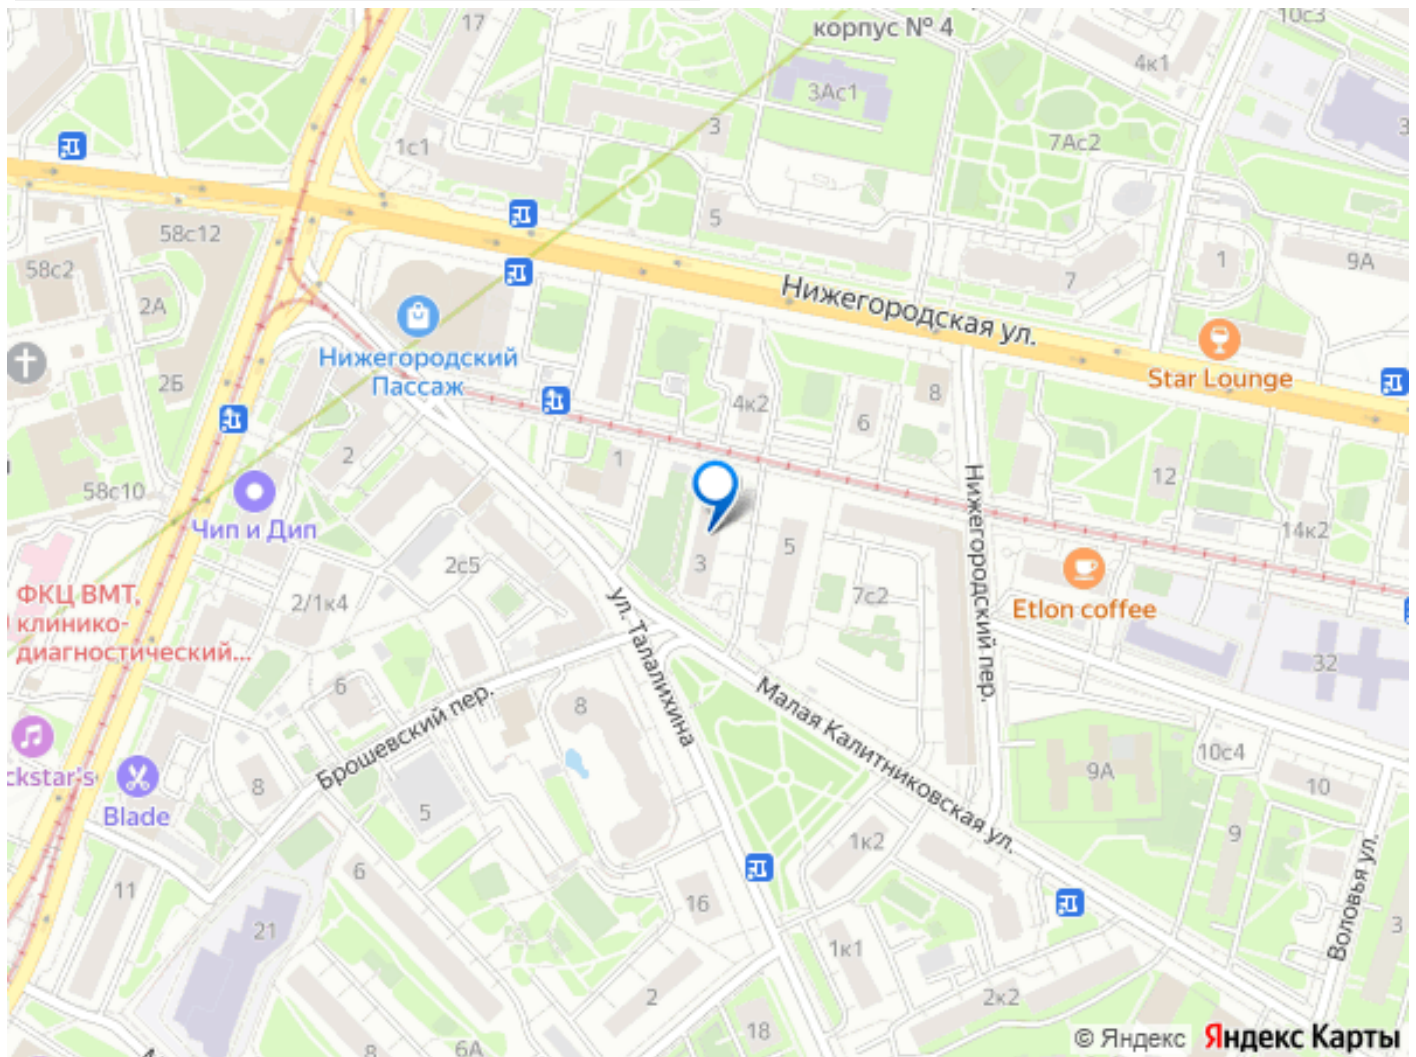 17
корпус № 4
10с3
4к1
3Ас1
3
3
1с1
7Ас2
5
58с12
58с2
2А
7
1
9А
Нижегородская ул.
Нижегородский
Пассаж
Star Lounge
2Б
4к2
6
8
2
1
58с10
12
Чип и Дип
14к2
Нижегородский пер.
3
5
2с5
7с2
Etlon coffee
ФКЦ ВМТ,
клинико-
диагностический...
2/1к4
ул. Талалихина
32
6
8
Брошевский пер.
Малая Калитниковская ул.
ckstar's
Blade
8
5
9А
10с4
10
9
1к2
Воловья ул.
6
11
16
21
1к1
3
2
2к2
18
8
6А
© Яндекс Яндекс Карты